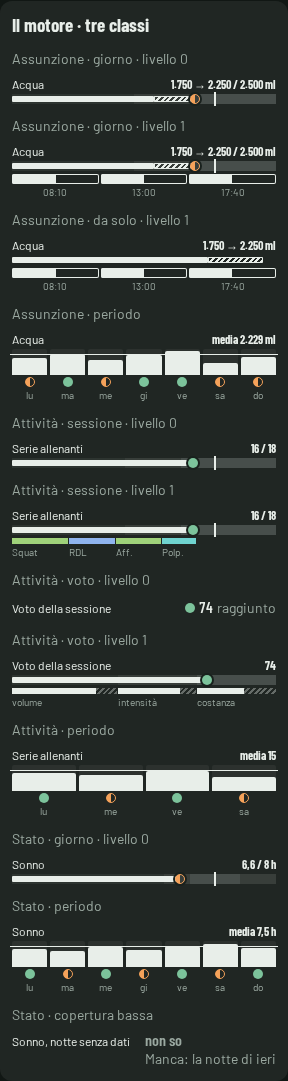 Il motore · tre classi
Assunzione · giorno · livello 0
Acqua 1.750 → 2.250 / 2.500 ml
Assunzione · giorno · livello 1
Acqua 1.750 → 2.250 / 2.500 ml
08:10 13:00 17:40
Assunzione · da solo · livello 1
Acqua 1.750 → 2.250 ml
08:10 13:00 17:40
Assunzione · periodo
Acqua media 2.229 ml
lu ma me gi ve sa do
Attività · sessione · livello 0
Serie allenanti 16 / 18
Attività · sessione · livello 1
Serie allenanti 16 / 18
Squat RDL Aff. Polp.
Attività · voto · livello 0
Voto della sessione 74 raggiunto
Attività · voto · livello 1
Voto della sessione 74
volume intensità costanza
Attività · periodo
Serie allenanti media 15
lu me ve sa
Stato · giorno · livello 0
Sonno 6,6 / 8 h
Stato · periodo
Sonno media 7,5 h
lu ma me gi ve sa do
Stato · copertura bassa
Sonno, notte senza dati non so
Manca: la notte di ieri